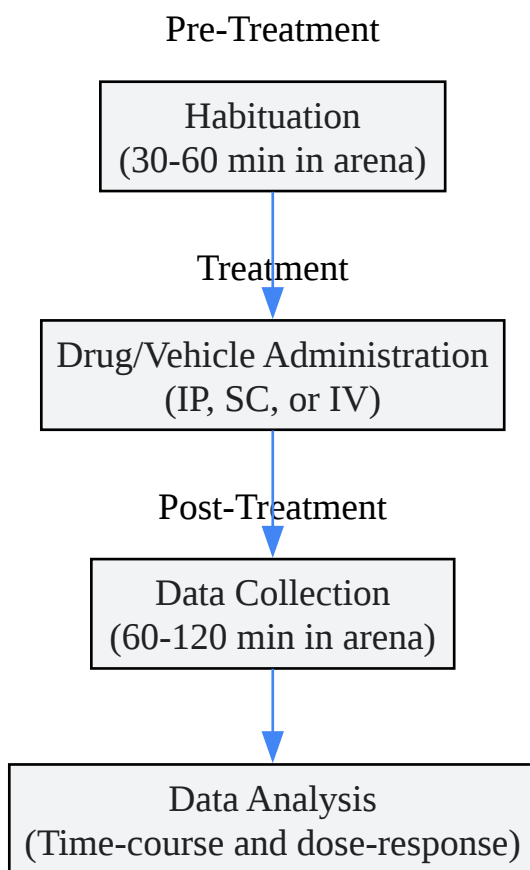 Pre-Treatment
Habituation
(30-60 min in arena)
Treatment
Drug/Vehicle Administration
(IP, SC, or IV)
Post-Treatment
Data Collection
(60-120 min in arena)
Data Analysis
(Time-course and dose-response)